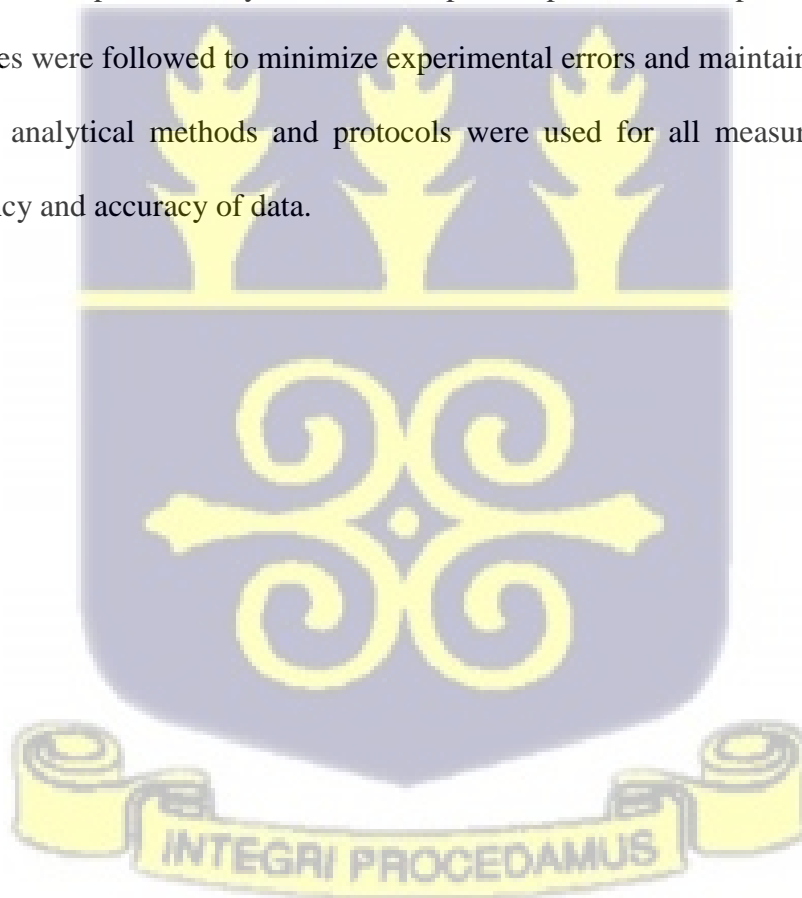 es were followed to minimize experimental errors and maintain
analytical methods and protocols were used for all measur
cy and accuracy of data.
INTEGRI PROCEDAMUS